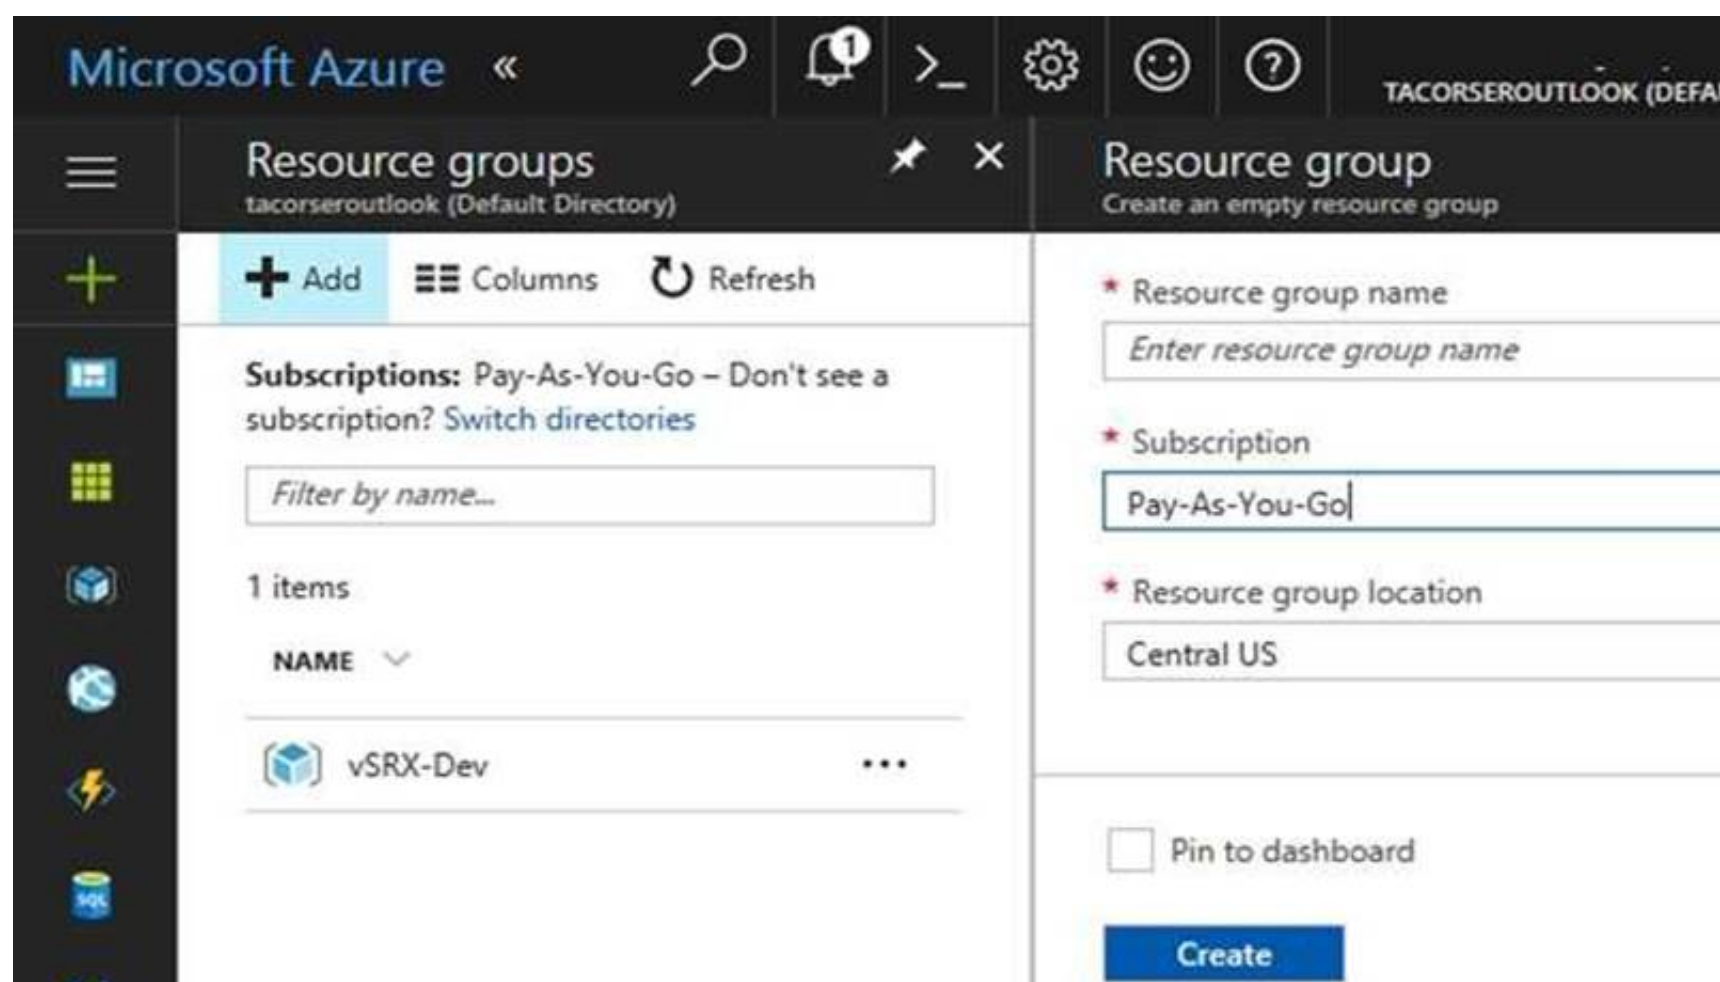 Microsoft Azure «
1
>_
?
TACORSEROUTLOOK (DEFA
Resource groups
tacorseroutlook (Default Directory)
Add
Columns
Refresh
Subscriptions: Pay-As-You-Go – Don't see a
subscription? Switch directories
Filter by name...
1 items
NAME
vSRX-Dev
...
SQL
Resource group
Create an empty resource group
* Resource group name
Enter resource group name
* Subscription
Pay-As-You-Go
* Resource group location
Central US
Pin to dashboard
Create